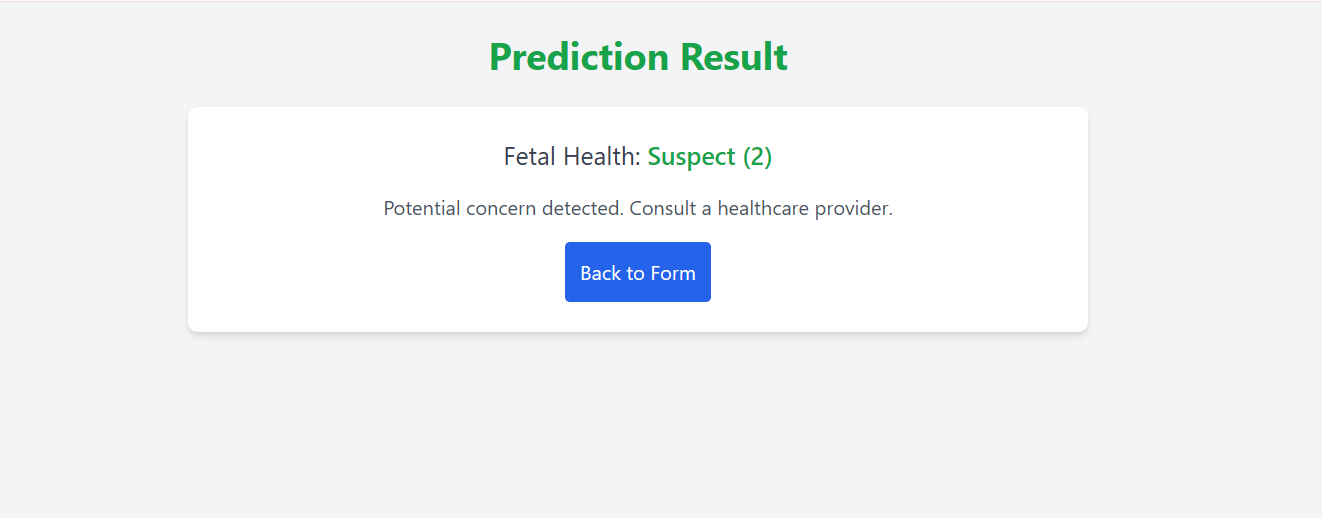 Prediction Result
Fetal Health: Suspect (2)
Potential concern detected. Consult a healthcare provider.
Back to Form